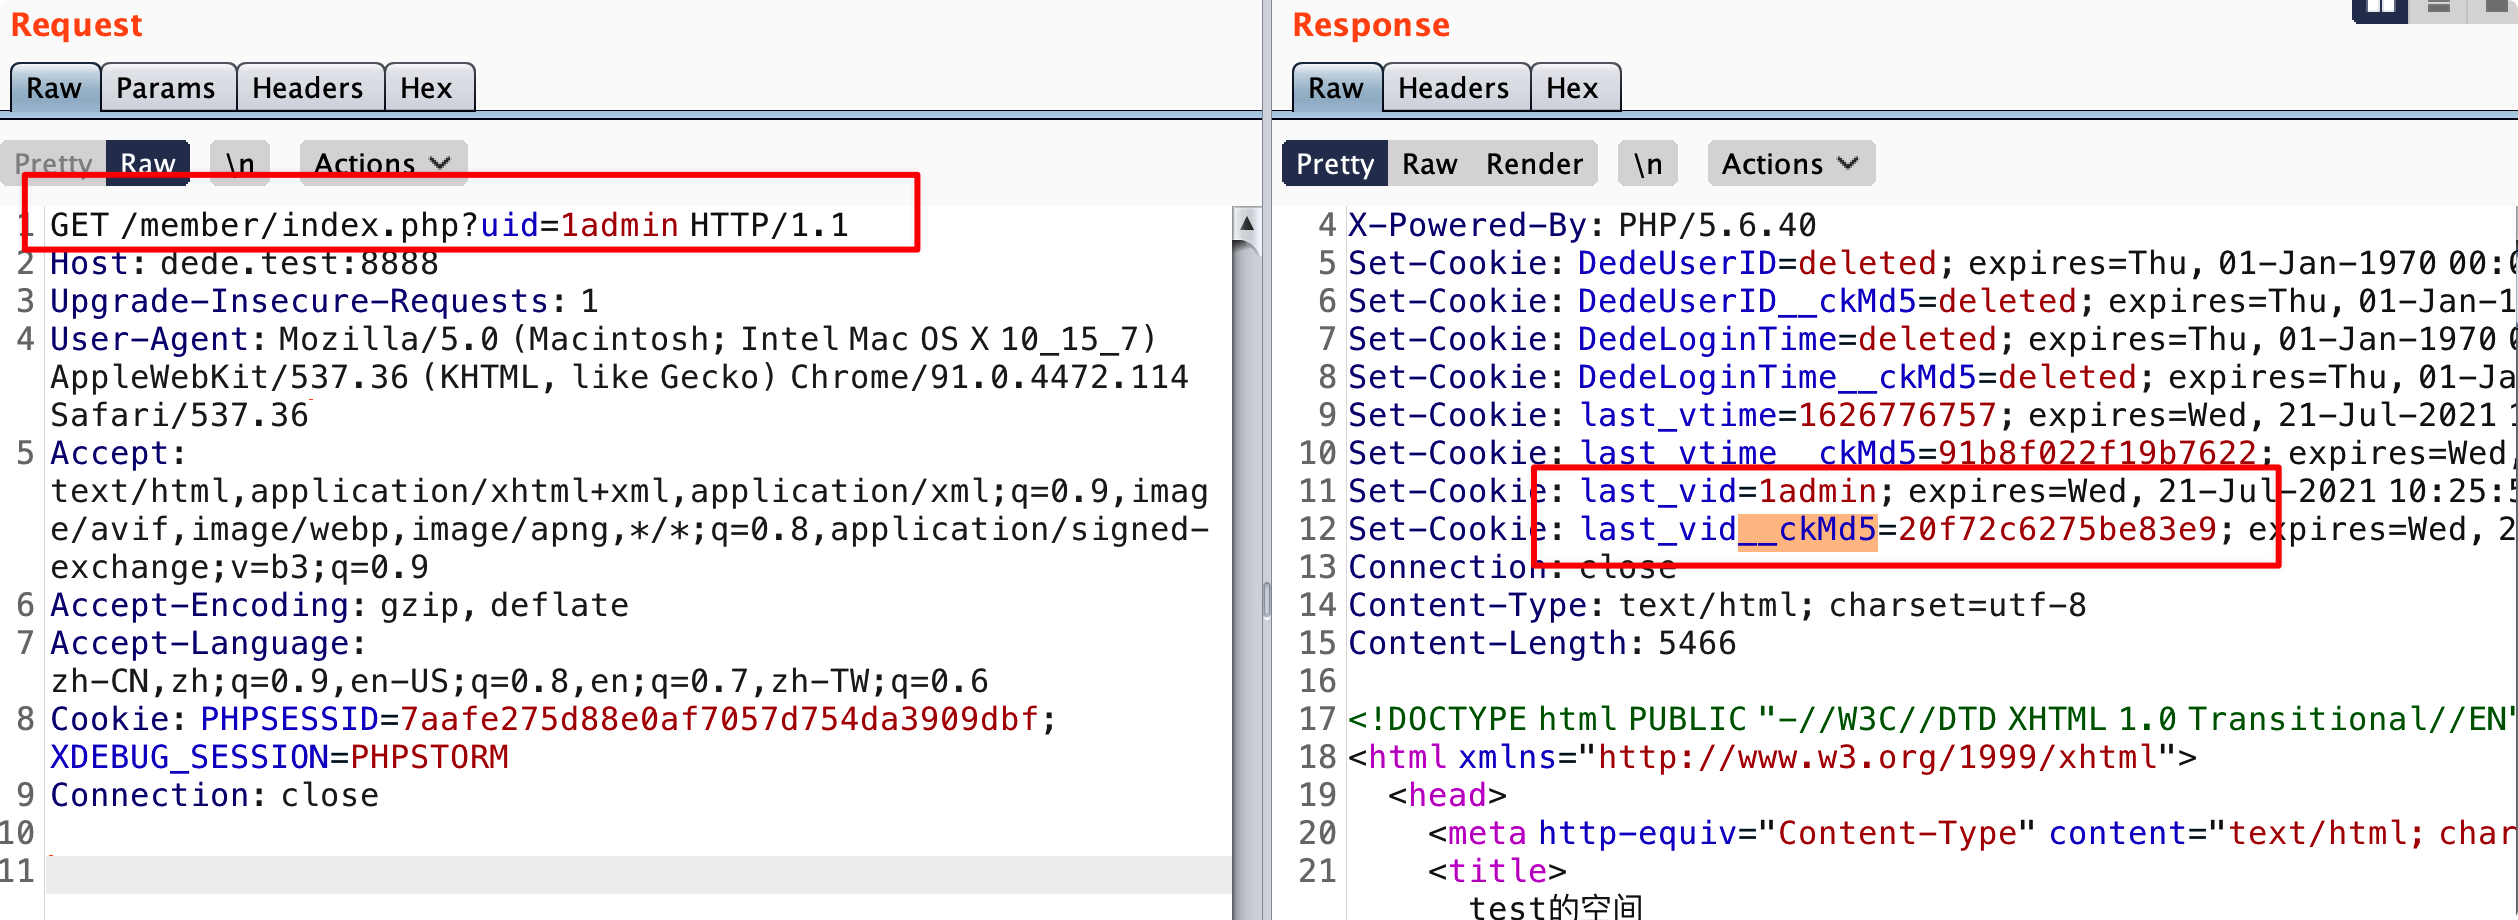 Request
Raw Params Headers Hex
Pretty Raw \n Actions
1 GET /member/index.php?uid=1admin HTTP/1.1
2 Host: dede.test:8888
3 Upgrade-Insecure-Requests: 1
4 User-Agent: Mozilla/5.0 (Macintosh; Intel Mac OS X 10_15_7)
AppleWebKit/537.36 (KHTML, like Gecko) Chrome/91.0.4472.114
Safari/537.36
5 Accept:
text/html,application/xhtml+xml,application/xml;q=0.9,imag
e/avif,image/webp,image/apng,*/*;q=0.8,application/signed-
exchange;v=b3;q=0.9
6 Accept-Encoding: gzip, deflate
7 Accept-Language:
zh-CN,zh;q=0.9,en-US;q=0.8,en;q=0.7,zh-TW;q=0.6
8 Cookie: PHPSESSID=7aafe275d88e0af7057d754da3909dbf;
XDEBUG_SESSION=PHPSTORM
9 Connection: close
10
11
Response
Raw Headers Hex
Pretty Raw Render \n Actions
4 X-Powered-By: PHP/5.6.40
5 Set-Cookie: DedeUserID=deleted; expires=Thu, 01-Jan-1970 00:
6 Set-Cookie: DedeUserID__ckMd5=deleted; expires=Thu, 01-Jan-1
7 Set-Cookie: DedeLoginTime=deleted; expires=Thu, 01-Jan-1970
8 Set-Cookie: DedeLoginTime__ckMd5=deleted; expires=Thu, 01-Ja
9 Set-Cookie: last_vtime=1626776757; expires=Wed, 21-Jul-2021
10 Set-Cookie: last_vtime__ckMd5=91b8f022f19b7622; expires=Wed,
11 Set-Cookie: last_vid=1admin; expires=Wed, 21-Jul-2021 10:25:5
12 Set-Cookie: last_vid__ckMd5=20f72c6275be83e9; expires=Wed, 2
13 Connection: close
14 Content-Type: text/html; charset=utf-8
15 Content-Length: 5466
16
17 <!DOCTYPE html PUBLIC "-//W3C//DTD XHTML 1.0 Transitional//EN"
18 <html xmlns="http://www.w3.org/1999/xhtml">
19 <head>
20 <meta http-equiv="Content-Type" content="text/html; char
21 <title>
test的空间